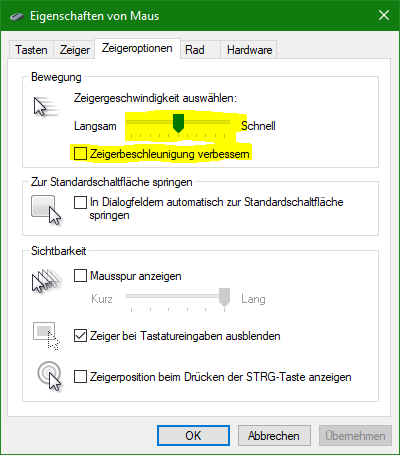 Eigenschaften von Maus
Tasten Zeiger Zeigeroptionen Rad Hardware
Bewegung
Zeigergeschwindigkeit auswählen:
Langsam Schnell
Zeigerbeschleunigung verbessern
Zur Standardschaltfläche springen
In Dialogfeldern automatisch zur Standardschaltfläche
springen
Sichtbarkeit
Mausspur anzeigen
Kurz Lang
Zeiger bei Tastatureingaben ausblenden
Zeigerposition beim Drücken der STRG-Taste anzeigen
OK Abbrechen Übernehmen